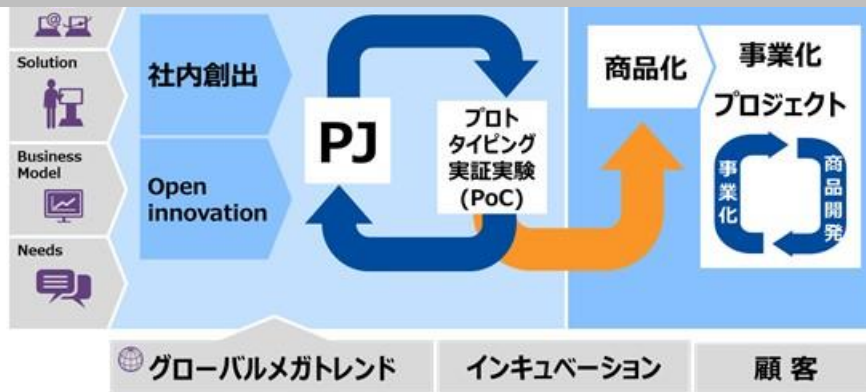 Solution
Business
Model
Needs
社内創出
Open
innovation
PJ
プロト
タイピング
実証実験
(PoC)
商品化
事業化
プロジェクト
事業化
商品開発
グローバルメガトレンド
インキュベーション
顧客